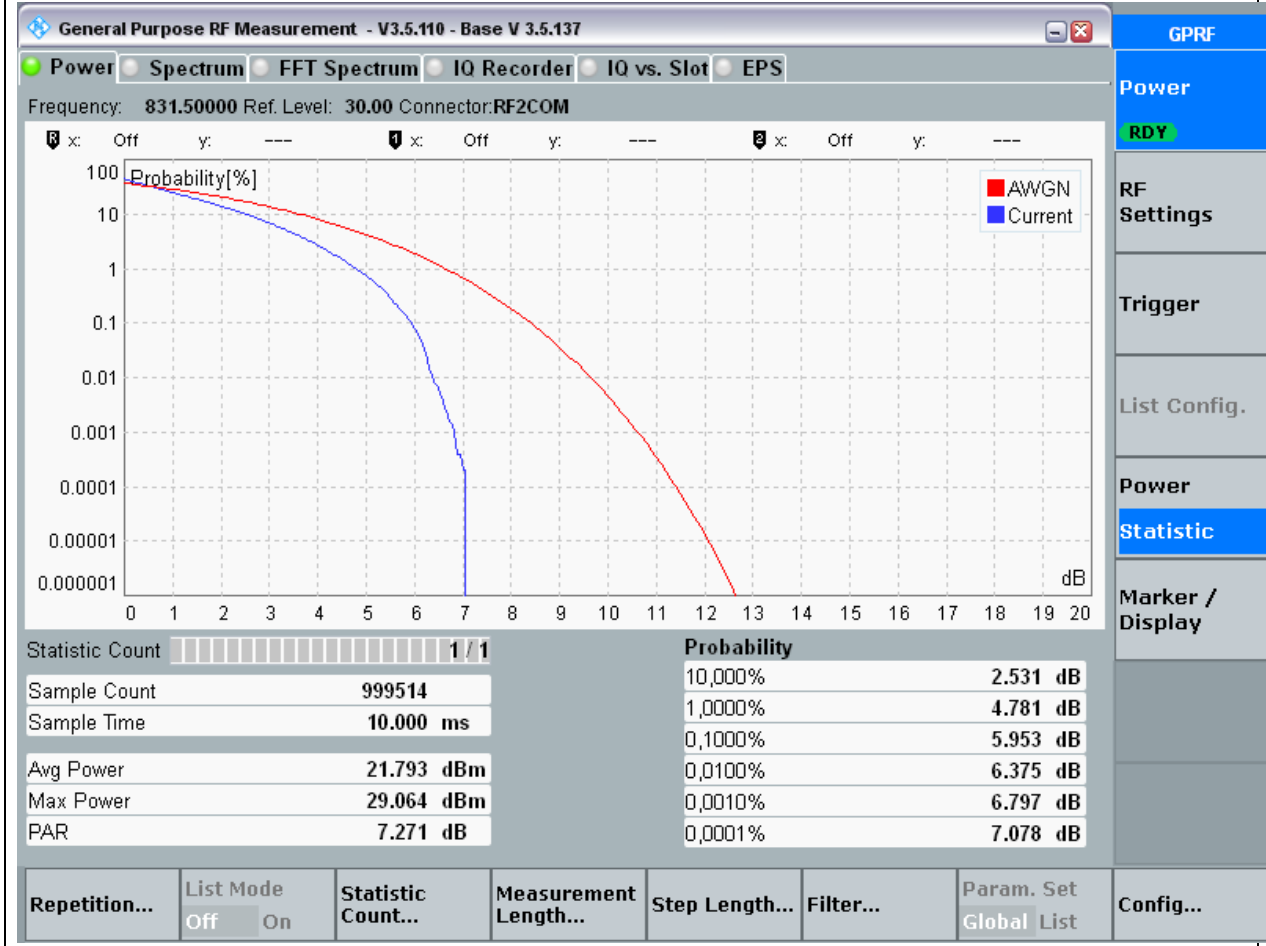 General Purpose RF Measurement - V3.5.110 - Base V 3.5.137
GPRF
Power Spectrum FFT Spectrum IQ Recorder IQ vs. Slot EPS
Frequency: 831.50000 Ref. Level: 30.00 Connector:RF2COM
R x: Off y: --- 1 x: Off y: --- 2 x: Off y: ---
Probability[%]
AWGN
Current
100
10
1
0.1
0.01
0.001
0.0001
0.00001
0.000001
dB
0 1 2 3 4 5 6 7 8 9 10 11 12 13 14 15 16 17 18 19 20
Statistic Count 1 / 1
Sample Count 999514
Sample Time 10.000 ms
Avg Power 21.793 dBm
Max Power 29.064 dBm
PAR 7.271 dB
Probability
10,000% 2.531 dB
1,0000% 4.781 dB
0,1000% 5.953 dB
0,0100% 6.375 dB
0,0010% 6.797 dB
0,0001% 7.078 dB
Power
RDY
RF
Settings
Trigger
List Config.
Power
Statistic
Marker /
Display
Repetition...
List Mode
Off On
Statistic
Count...
Measurement
Length...
Step Length...
Filter...
Param. Set
Global List
Config...